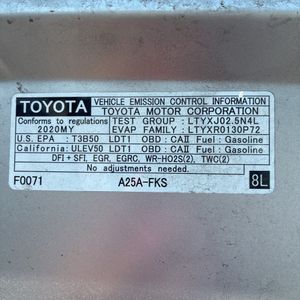 TOYOTA
VEHICLE EMISSION CONTROL INFORMATION
TOYOTA MOTOR CORPORATION
Conforms to regulations
2020MY
TEST GROUP : LTYXJ02.5N4L
EVAP FAMILY : LTYXR0130P72
U.S. EPA : T3B50 LDT1 OBD : CAII Fuel : Gasoline
California: ULEV50 LDT1 OBD : CAII Fuel : Gasoline
DFI + SFI, EGR, EGRC, WR-HO2S(2), TWC(2)
No adjustments needed.
F0071 A25A-FKS 8L